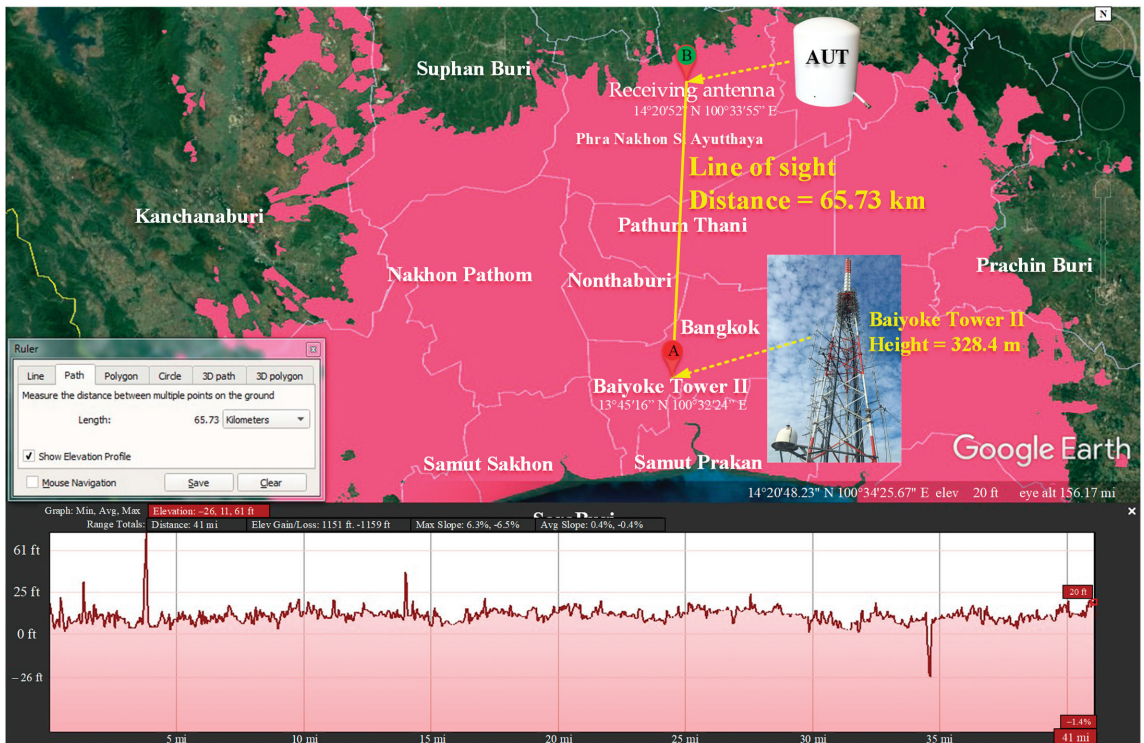 N
B
AUT
Suphan Buri
Receiving antenna
14°20'52" N 100°33'55" E
Phra Nakhon S. Ayutthaya
Line of sight
Distance = 65.73 km
Kanchanaburi
Pathum Thani
Nakhon Pathom
Nonthaburi
Prachin Buri
Bangkok
Baiyoke Tower II
Height = 328.4 m
A
Baiyoke Tower II
13°45'16" N 100°32'24" E
Ruler
Line Path Polygon Circle 3D path 3D polygon
Measure the distance between multiple points on the ground
Length: 65.73 Kilometers
Show Elevation Profile
Mouse Navigation Save Clear
Samut Sakhon
Samut Prakan
Google Earth
14°20'48.23" N 100°34'25.67" E elev 20 ft eye alt 156.17 mi
Graph: Min, Avg, Max Elevation: –26, 11, 61 ft
Range Totals: Distance: 41 mi Elev Gain/Loss: 1151 ft. -1159 ft. Max Slope: 6.3%, -6.5% Avg Slope: 0.4%, -0.4%
61 ft
25 ft
20 ft
0 ft
–26 ft
–1.4%
5 mi 10 mi 15 mi 20 mi 25 mi 30 mi 35 mi 41 mi